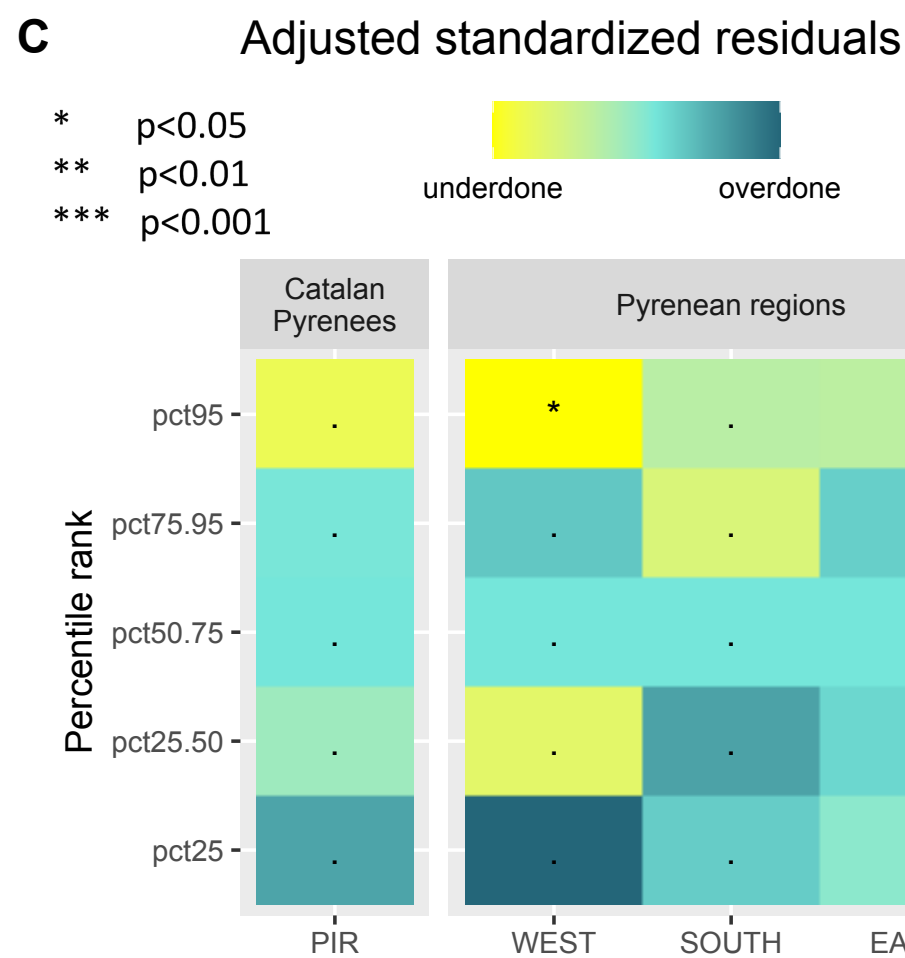 C
Adjusted standardized residuals
* p<0.05
** p<0.01
*** p<0.001
underdone overdone
Catalan
Pyrenees
Pyrenean regions
Percentile rank
pct95 . * .
pct75.95 . . .
pct50.75 . . .
pct25.50 . . .
pct25 . . .
PIR WEST SOUTH EA